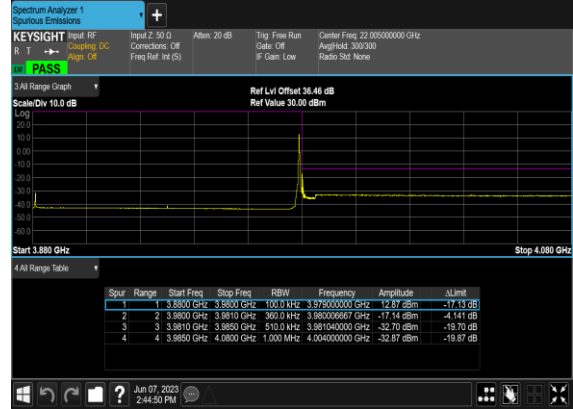 Spectrum Analyzer 1
Spurious Emissions
+
KEYSIGHT Input: RF Input Z: 50 Ω Atten: 20 dB Trig: Free Run Center Freq: 22.005000000 GHz
R T Coupling: DC Corrections: Off Gate: Off Avg|Hold: 300/300
Align: Off Freq Ref: Int (S) IF Gain: Low Radio Std: None
PASS
3 All Range Graph
Ref Lvl Offset 36.46 dB
Scale/Div 10.0 dB Ref Value 30.00 dBm
Log
20.0
10.0
0.00
-10.0
-20.0
-30.0
-40.0
-50.0
-60.0
Start 3.880 GHz Stop 4.080 GHz
4 All Range Table
Spur Range Start Freq Stop Freq RBW Frequency Amplitude ΔLimit
1 1 3.8800 GHz 3.9800 GHz 100.0 kHz 3.979000000 GHz 12.87 dBm -17.13 dB
2 2 3.9800 GHz 3.9810 GHz 360.0 kHz 3.980006667 GHz -17.14 dBm -4.141 dB
3 3 3.9810 GHz 3.9850 GHz 510.0 kHz 3.981040000 GHz -32.70 dBm -19.70 dB
4 4 3.9850 GHz 4.0800 GHz 1.000 MHz 4.004000000 GHz -32.87 dBm -19.87 dB
? Jun 07, 2023
2:44:50 PM